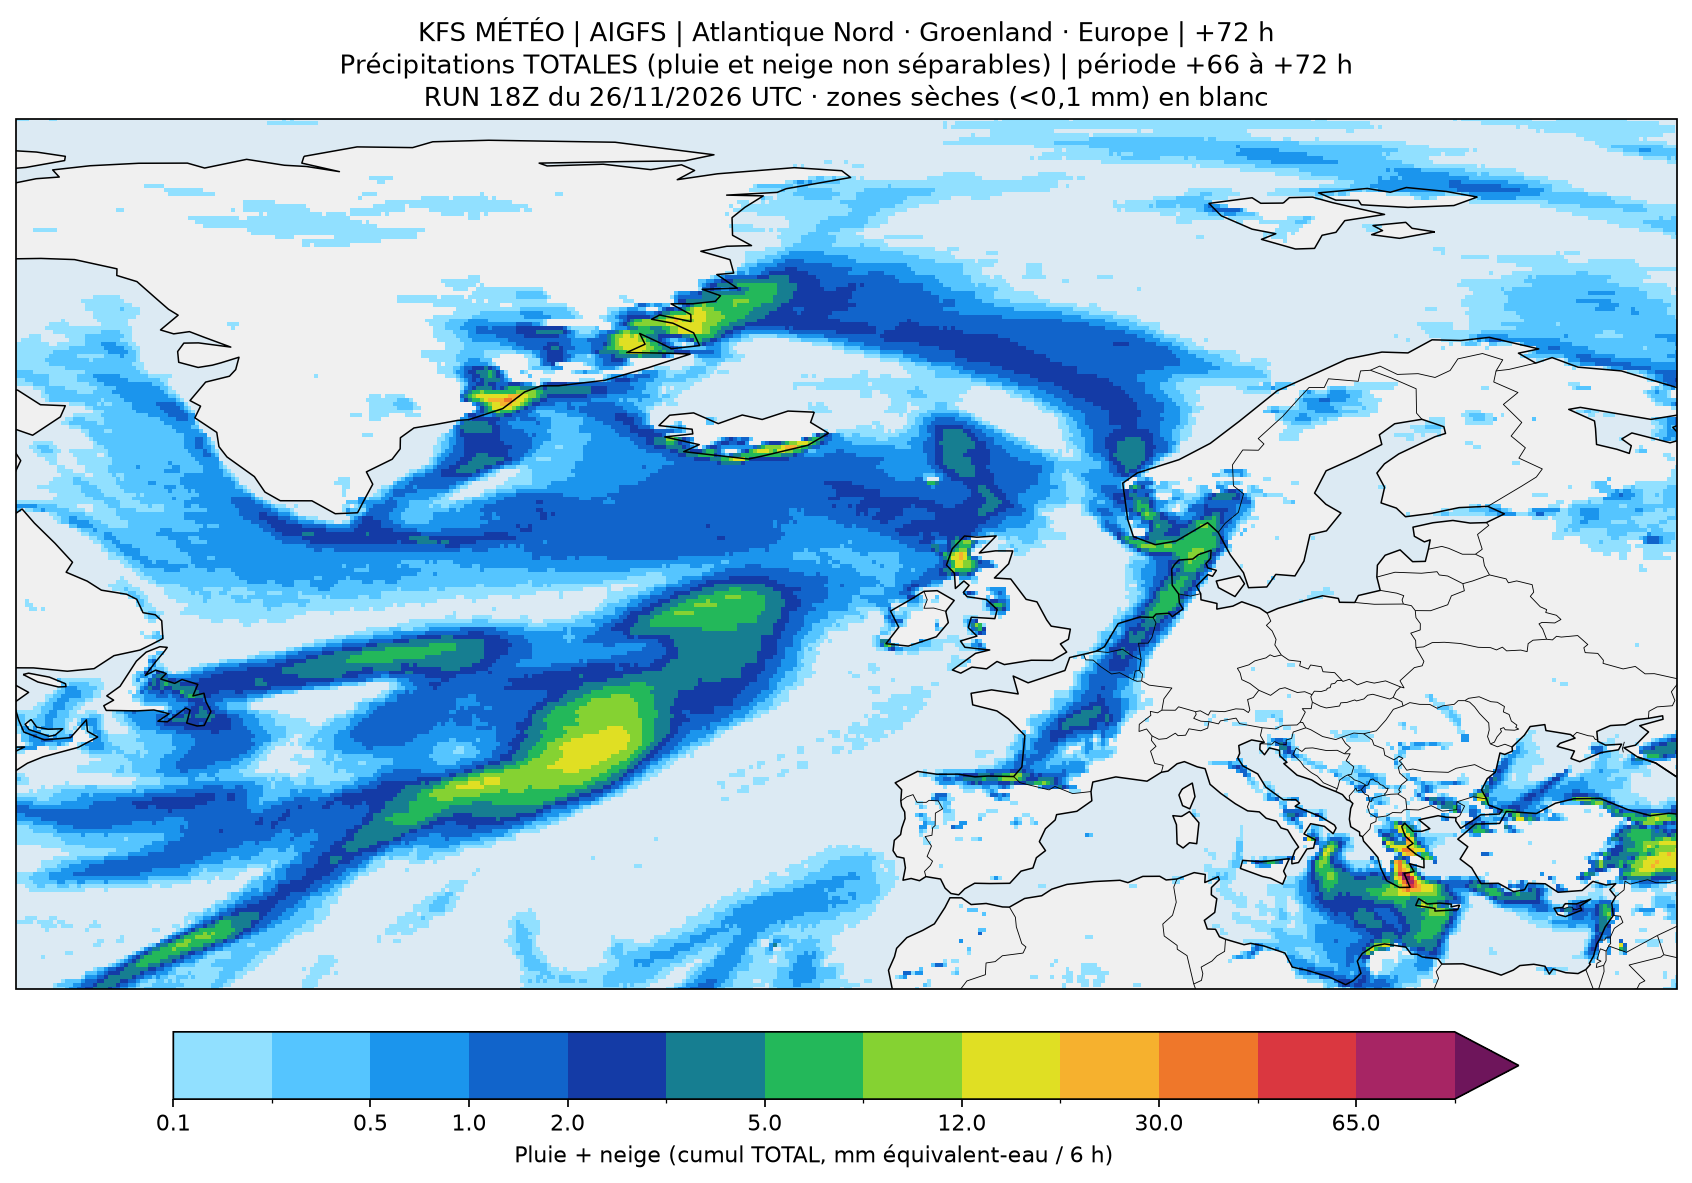 KFS MÉTÉO | AIGFS | Atlantique Nord · Groenland · Europe | +72 h
Précipitations TOTALES (pluie et neige non séparables) | période +66 à +72 h
RUN 18Z du 26/11/2026 UTC · zones sèches (<0,1 mm) en blanc
0.1 0.5 1.0 2.0 5.0 12.0 30.0 65.0
Pluie + neige (cumul TOTAL, mm équivalent-eau / 6 h)